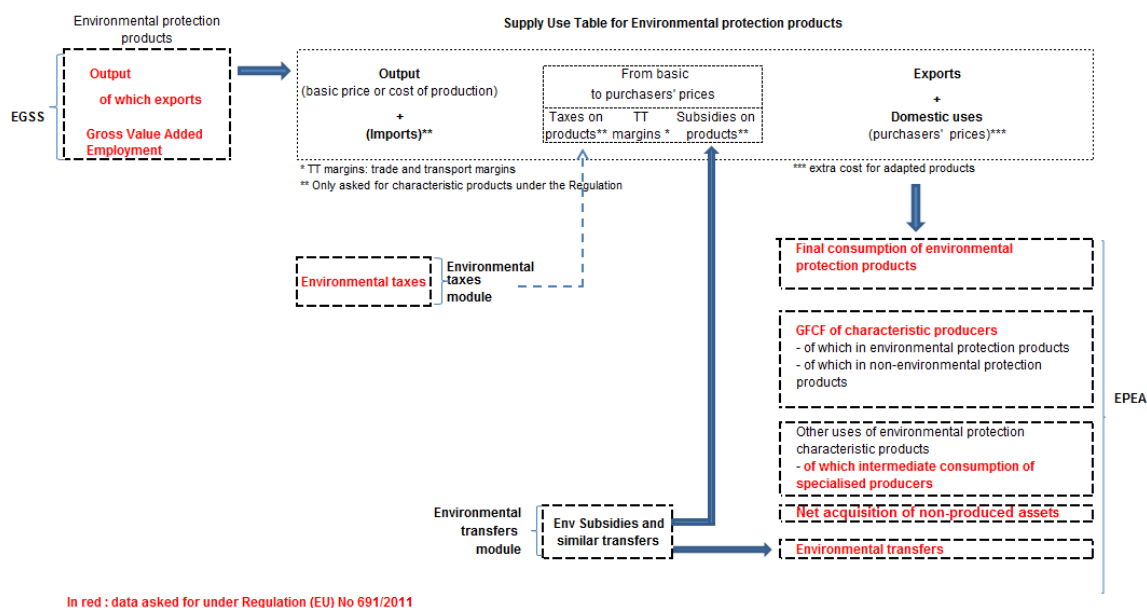 Environmental protection
products
Supply Use Table for Environmental protection products
EGSS
Output
of which exports
Gross Value Added
Employment
Output
(basic price or cost of production)
+
(Imports)**
From basic
to purchasers' prices
Taxes on
products**
TT
margins *
Subsidies on
products**
Exports
+
Domestic uses
(purchasers' prices)***
* TT margins: trade and transport margins
** Only asked for characteristic products under the Regulation
*** extra cost for adapted products
Environmental taxes
Environmental
taxes
module
Final consumption of environmental
protection products
GFCF of characteristic producers
- of which in environmental protection products
- of which in non-environmental protection
products
EPEA
Other uses of environmental protection
characteristic products
- of which intermediate consumption of
specialised producers
Net acquisition of non-produced assets
Environmental transfers
Environmental
transfers
module
Env Subsidies and
similar transfers
In red : data asked for under Regulation (EU) No 691/2011